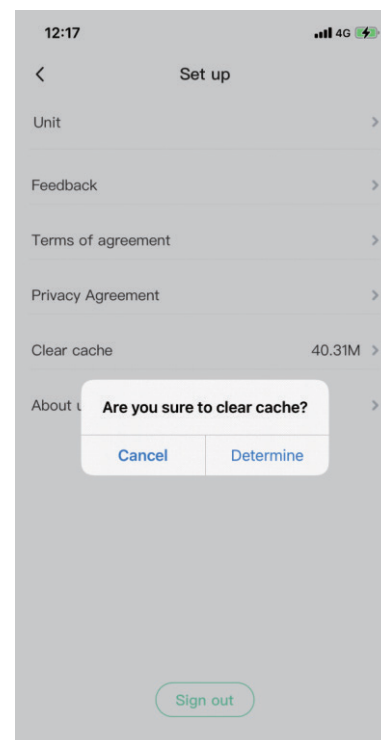 12:17 4G
Set up
Unit
Feedback
Terms of agreement
Privacy Agreement
Clear cache 40.31M
About
Are you sure to clear cache?
Cancel Determine
Sign out